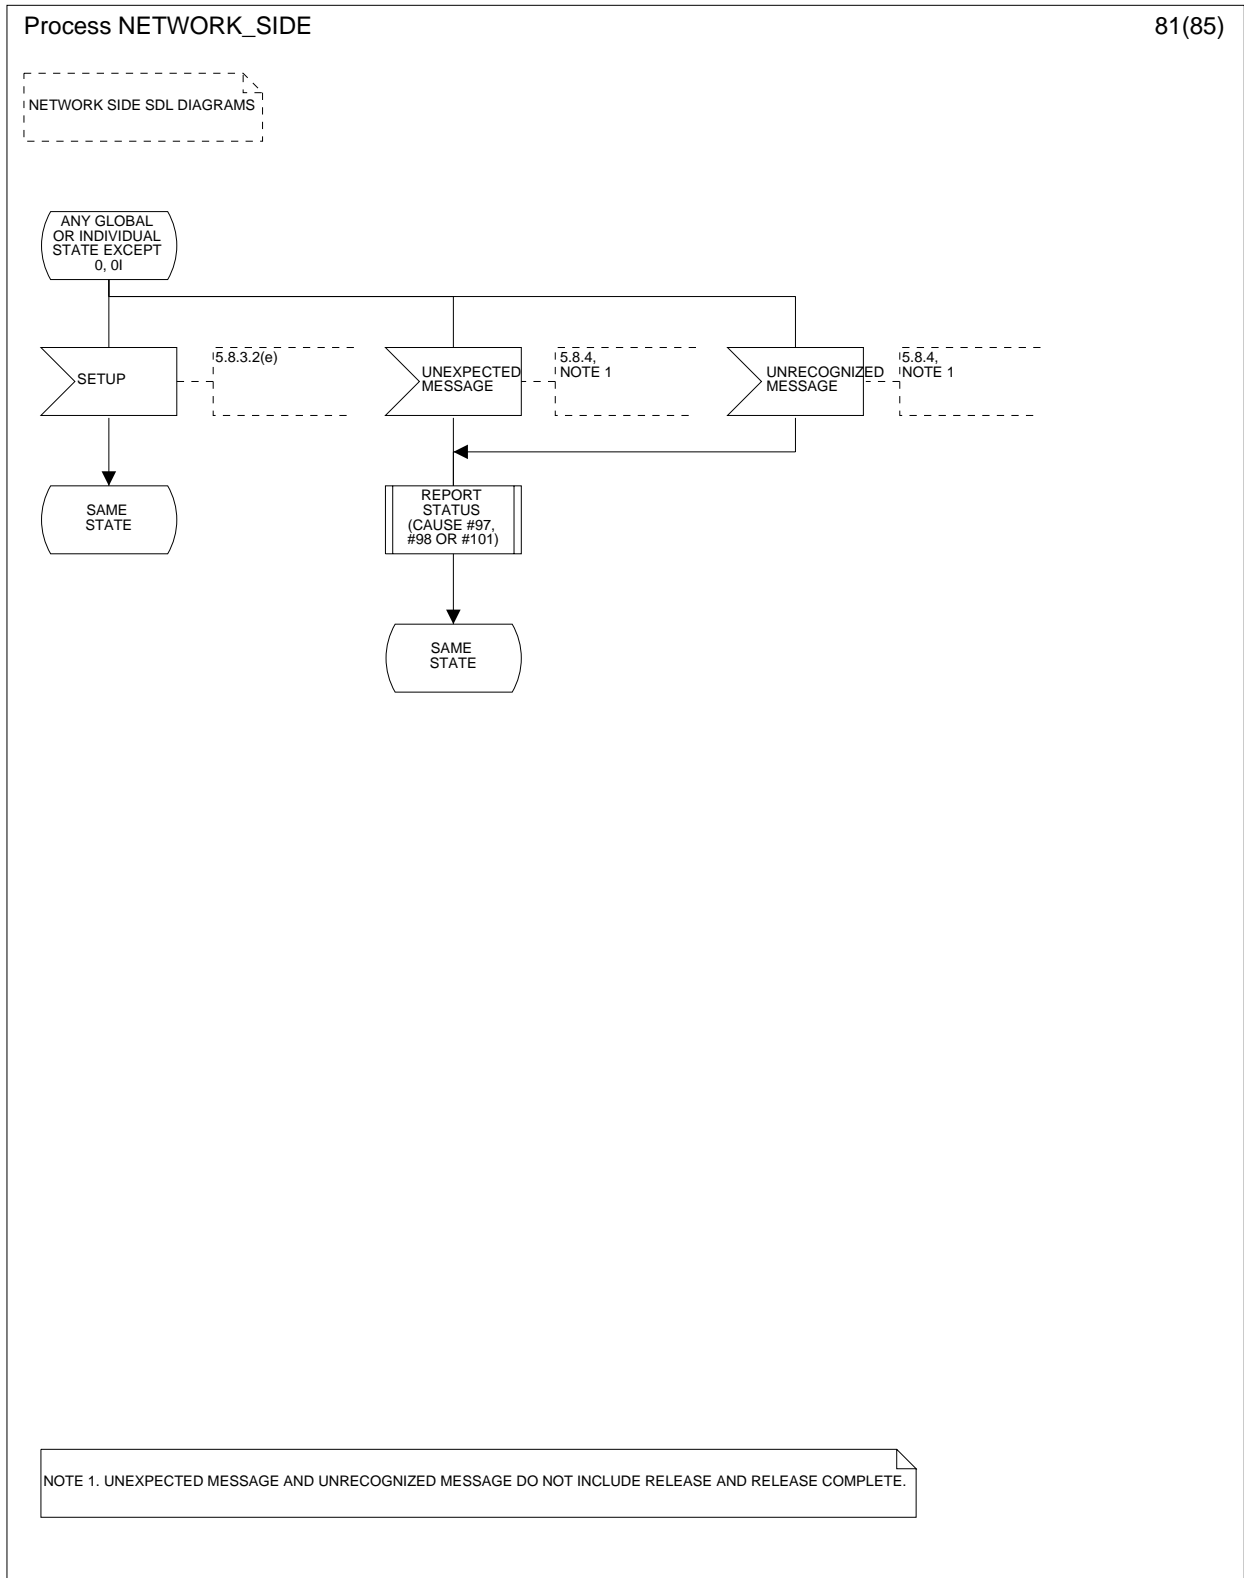 Process NETWORK_SIDE
81(85)
NETWORK SIDE SDL DIAGRAMS
ANY GLOBAL
OR INDIVIDUAL
STATE EXCEPT
0, 0I
SETUP
5.8.3.2(e)
UNEXPECTED
MESSAGE
5.8.4,
NOTE 1
UNRECOGNIZED
MESSAGE
5.8.4,
NOTE 1
SAME
STATE
REPORT
STATUS
(CAUSE #97,
#98 OR #101)
SAME
STATE
NOTE 1. UNEXPECTED MESSAGE AND UNRECOGNIZED MESSAGE DO NOT INCLUDE RELEASE AND RELEASE COMPLETE.